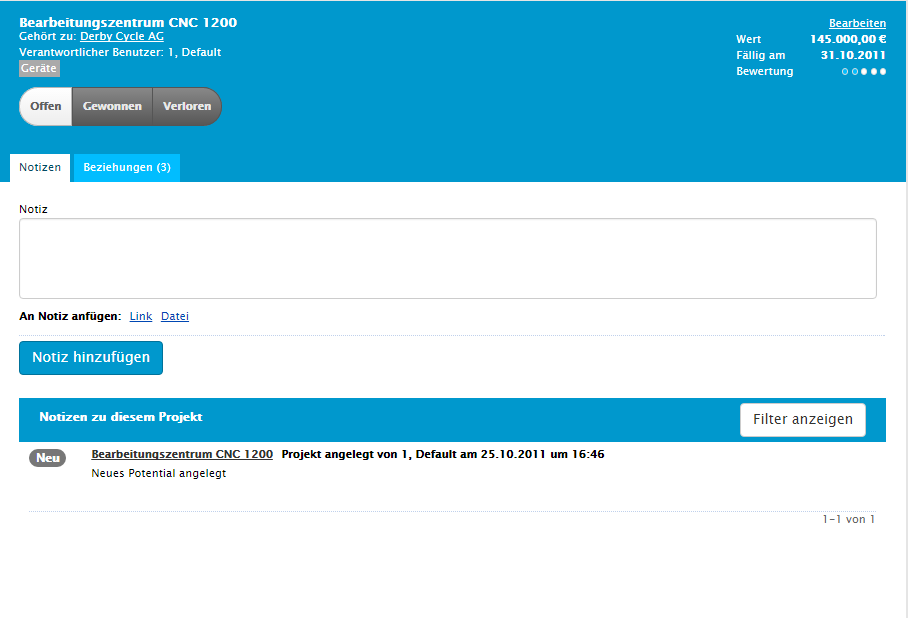 Bearbeitungszentrum CNC 1200
Gehört zu: Derby Cycle AG
Verantwortlicher Benutzer: 1, Default
Geräte
Bearbeiten
Wert 145.000,00 €
Fällig am 31.10.2011
Bewertung
Offen Gewonnen Verloren
Notizen Beziehungen (3)
Notiz
An Notiz anfügen: Link Datei
Notiz hinzufügen
Notizen zu diesem Projekt Filter anzeigen
Neu Bearbeitungszentrum CNC 1200 Projekt angelegt von 1, Default am 25.10.2011 um 16:46
Neues Potential angelegt
1-1 von 1